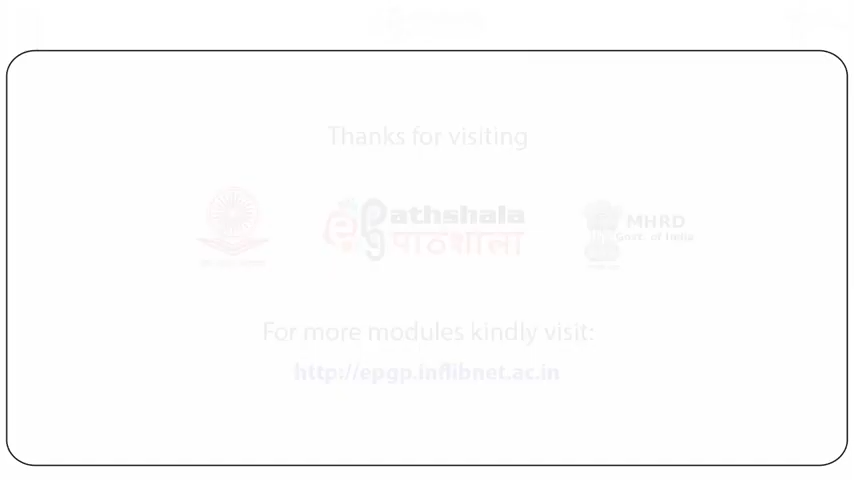 Thanks for visiting
epathshala
पाठशाला
MHRD
Govt. of India
For more modules kindly visit:
http://epgp.inflibnet.ac.in